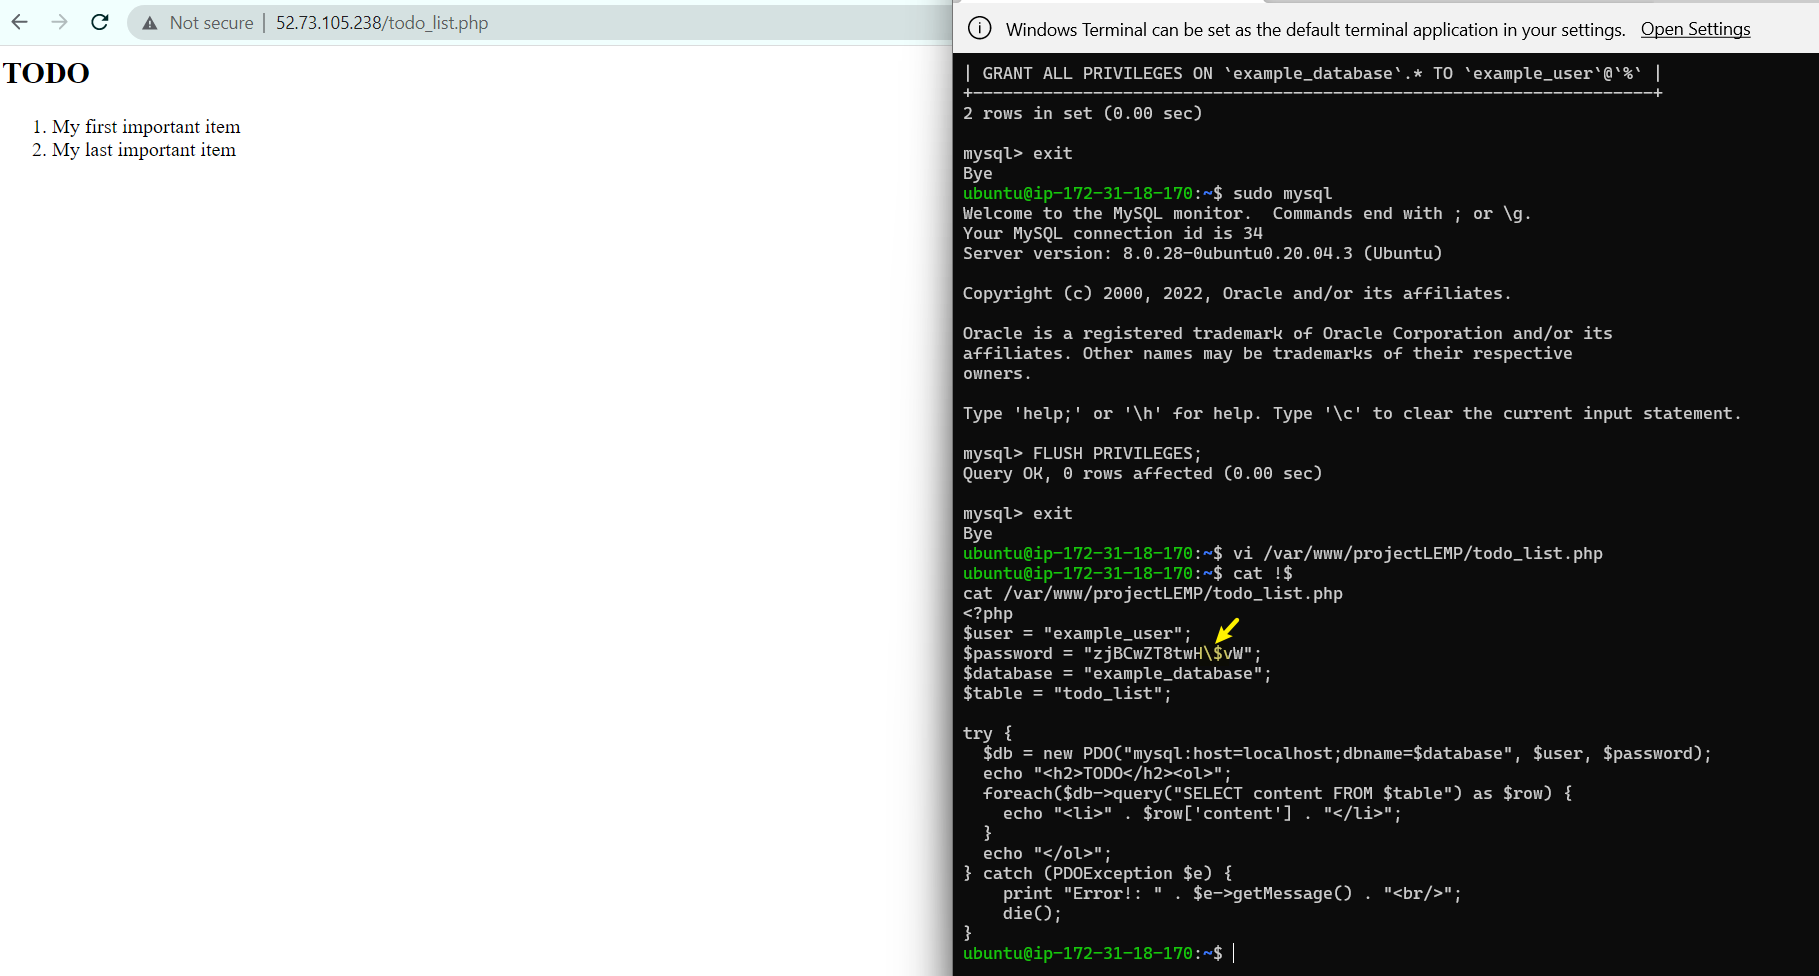 Not secure | 52.73.105.238/todo_list.php
TODO
1. My first important item
2. My last important item
Windows Terminal can be set as the default terminal application in your settings. Open Settings
| GRANT ALL PRIVILEGES ON `example_database`.* TO `example_user`@`%` |
+--------------------------------------------------------------------+
2 rows in set (0.00 sec)
mysql> exit
Bye
ubuntu@ip-172-31-18-170:~$ sudo mysql
Welcome to the MySQL monitor.  Commands end with ; or \g.
Your MySQL connection id is 34
Server version: 8.0.28-0ubuntu0.20.04.3 (Ubuntu)
Copyright (c) 2000, 2022, Oracle and/or its affiliates.
Oracle is a registered trademark of Oracle Corporation and/or its
affiliates. Other names may be trademarks of their respective
owners.
Type 'help;' or '\h' for help. Type '\c' to clear the current input statement.
mysql> FLUSH PRIVILEGES;
Query OK, 0 rows affected (0.00 sec)
mysql> exit
Bye
ubuntu@ip-172-31-18-170:~$ vi /var/www/projectLEMP/todo_list.php
ubuntu@ip-172-31-18-170:~$ cat !$
cat /var/www/projectLEMP/todo_list.php
<?php
$user = "example_user";
$password = "zjBCwZT8twH\$vW";
$database = "example_database";
$table = "todo_list";
try {
  $db = new PDO("mysql:host=localhost;dbname=$database", $user, $password);
  echo "<h2>TODO</h2><ol>";
  foreach($db->query("SELECT content FROM $table") as $row) {
    echo "<li>" . $row['content'] . "</li>";
  }
  echo "</ol>";
} catch (PDOException $e) {
    print "Error!: " . $e->getMessage() . "<br/>";
    die();
}
ubuntu@ip-172-31-18-170:~$